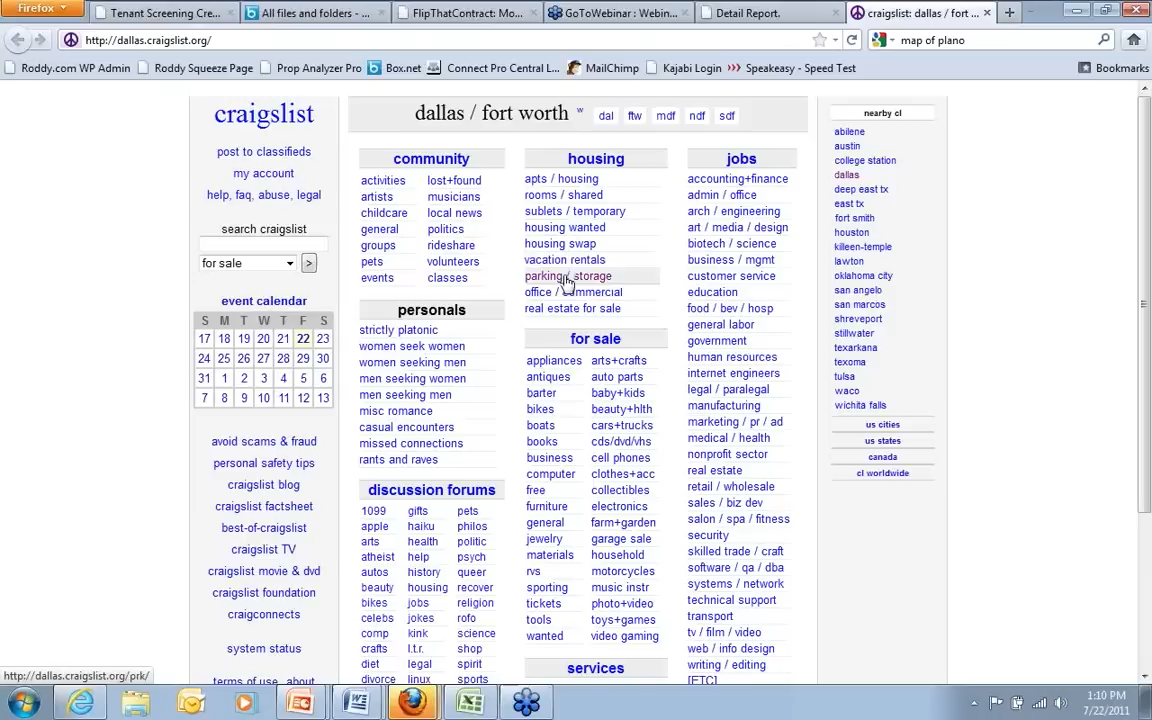 Firefox
Tenant Screening Cre...
All files and folders - ...
FlipThatContract: Mo...
GoToWebinar : Webin...
Detail Report.
craigslist: dallas / fort ...
http://dallas.craigslist.org/
map of plano
Roddy.com WP Admin
Roddy Squeeze Page
Prop Analyzer Pro
Box.net
Connect Pro Central L...
MailChimp
Kajabi Login
Speakeasy - Speed Test
Bookmarks
craigslist
post to classifieds
my account
help, faq, abuse, legal
search craigslist
for sale
>
event calendar
S M T W T F S
17 18 19 20 21 22 23
24 25 26 27 28 29 30
31 1 2 3 4 5 6
7 8 9 10 11 12 13
avoid scams & fraud
personal safety tips
craigslist blog
craigslist factsheet
best-of-craigslist
craigslist TV
craigslist movie & dvd
craigslist foundation
craigconnects
system status
terms of use about
dallas / fort worth w dal ftw mdf ndf sdf
community
activities lost+found
artists musicians
childcare local news
general politics
groups rideshare
pets volunteers
events classes
personals
strictly platonic
women seek women
women seeking men
men seeking women
men seeking men
misc romance
casual encounters
missed connections
rants and raves
discussion forums
1099 gifts pets
apple haiku philos
arts health politic
atheist help psych
autos history queer
beauty housing recover
bikes jobs religion
celebs jokes rofo
comp kink science
crafts l.t.r. shop
diet legal spirit
divorce linux sports
housing
apts / housing
rooms / shared
sublets / temporary
housing wanted
housing swap
vacation rentals
parking / storage
office / commercial
real estate for sale
for sale
appliances arts+crafts
antiques auto parts
barter baby+kids
bikes beauty+hlth
boats cars+trucks
books cds/dvd/vhs
business cell phones
computer clothes+acc
free collectibles
furniture electronics
general farm+garden
jewelry garage sale
materials household
rvs motorcycles
sporting music instr
tickets photo+video
tools toys+games
wanted video gaming
services
jobs
accounting+finance
admin / office
arch / engineering
art / media / design
biotech / science
business / mgmt
customer service
education
food / bev / hosp
general labor
government
human resources
internet engineers
legal / paralegal
manufacturing
marketing / pr / ad
medical / health
nonprofit sector
real estate
retail / wholesale
sales / biz dev
salon / spa / fitness
security
skilled trade / craft
software / qa / dba
systems / network
technical support
transport
tv / film / video
web / info design
writing / editing
[ETC]
nearby cl
abilene
austin
college station
dallas
deep east tx
east tx
fort smith
houston
killeen-temple
lawton
oklahoma city
san angelo
san marcos
shreveport
stillwater
texarkana
texoma
tulsa
waco
wichita falls
us cities
us states
canada
cl worldwide
http://dallas.craigslist.org/prk/
1:10 PM
7/22/2011